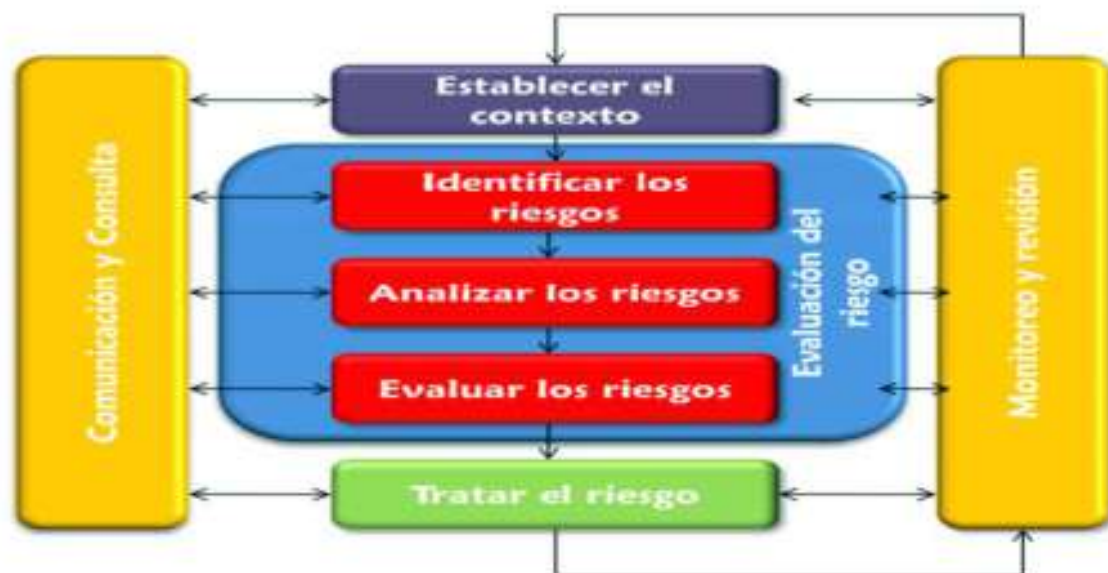 Establecer el
contexto
Comunicación y Consulta
Identificar los
riesgos
Analizar los riesgos
Evaluar los riesgos
Evaluación del
riesgo
Monitoreo y revisión
Tratar el riesgo